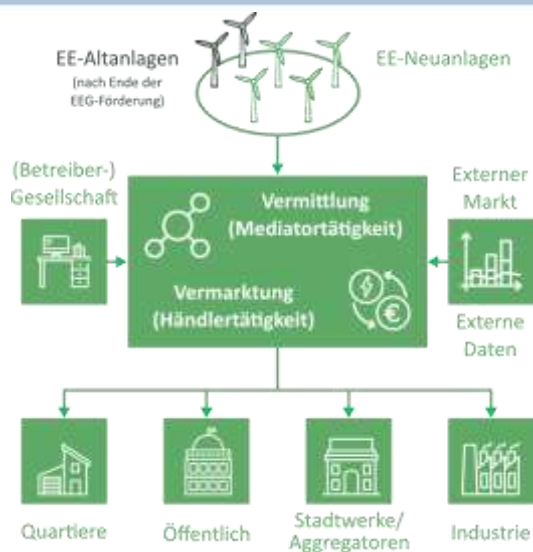 EE-Altanlagen
(nach Ende der
EEG-Förderung)
EE-Neuanlagen
(Betreiber-)
Gesellschaft
Vermittlung
(Mediatortätigkeit)
Vermarktung
(Händlertätigkeit)
€
Externer
Markt
Externe
Daten
Quartiere
Öffentlich
Stadtwerke/
Aggregatoren
Industrie